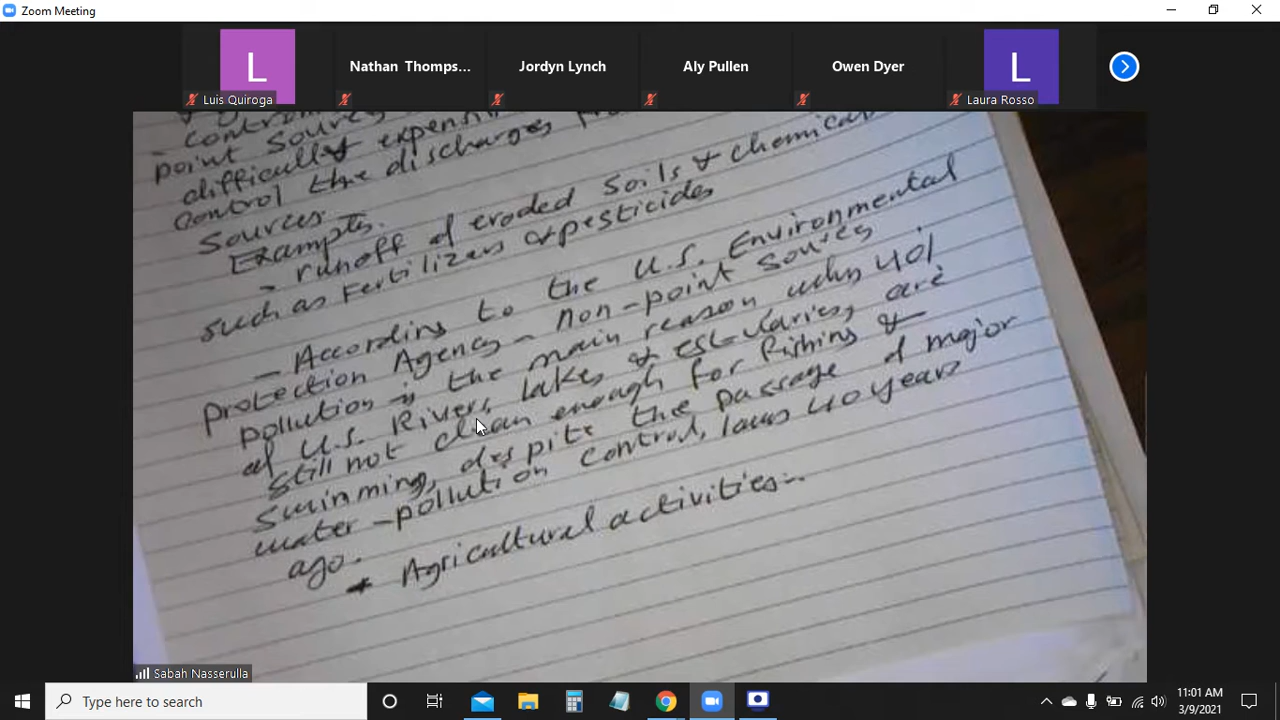 Zoom Meeting
L
Luis Quiroga
Nathan Thomps...
Jordyn Lynch
Aly Pullen
Owen Dyer
L
Laura Rosso
point Sources
difficult & expensi
control the discharges
Sources.
Examples.
- runoff of eroded soils & chemical
such as Fertilizers & pesticides
- According to the U.S. Environmental
Protection Agency - non-point sources
pollution is the main reason why 40%
of U.S. Rivers, lakes & estuaries, are
still not clean enough for fishing &
swimming, despite the passage of major
water-pollution control, laws 40 years
ago.
* Agricultural activities:-
Sabah Nasserulla
Type here to search
11:01 AM
3/9/2021